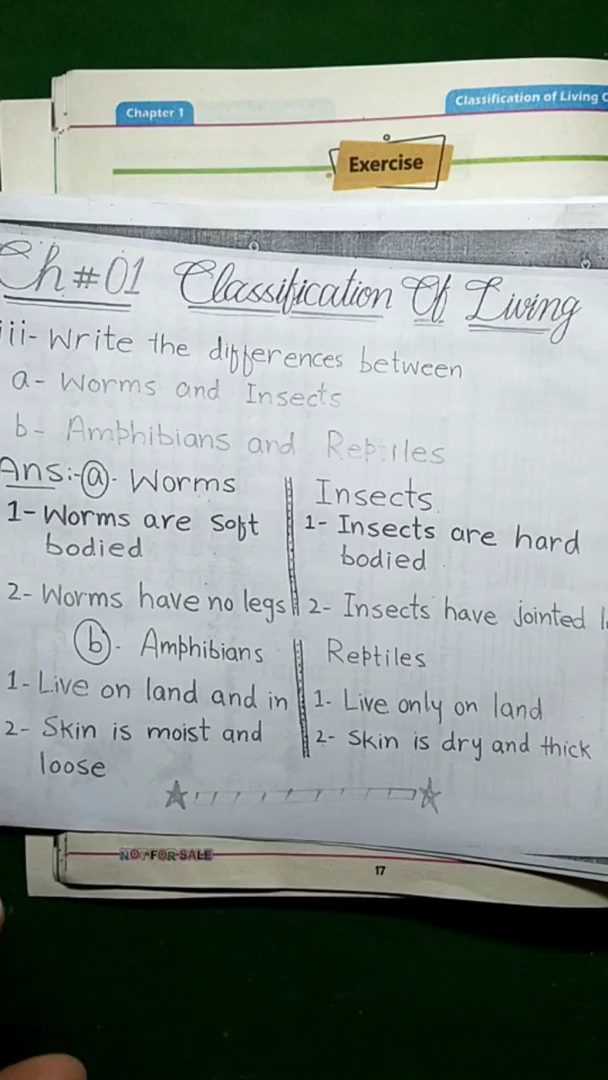 Chapter 1
Classification of Living
Exercise
Ch#01 Classification Of Living
iii- Write the differences between
a- Worms and Insects
b- Amphibians and Reptiles
Ans:-(a)- Worms
Insects
1- Worms are soft
bodied
1- Insects are hard
bodied
2- Worms have no legs
2- Insects have jointed
(b)- Amphibians
Reptiles
1- Live on land and in
1- Live only on land
2- Skin is moist and
loose
2- Skin is dry and thick
NOT FOR SALE
17